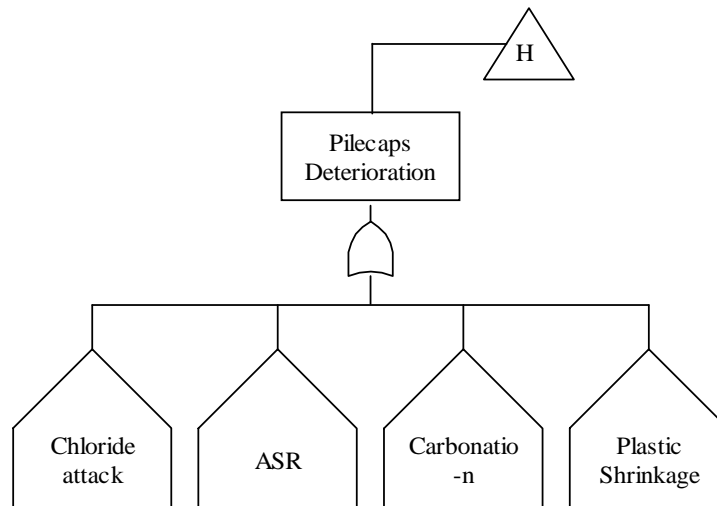 H
Pilecaps
Deterioration
Chloride
attack
ASR
Carbonatio
-n
Plastic
Shrinkage